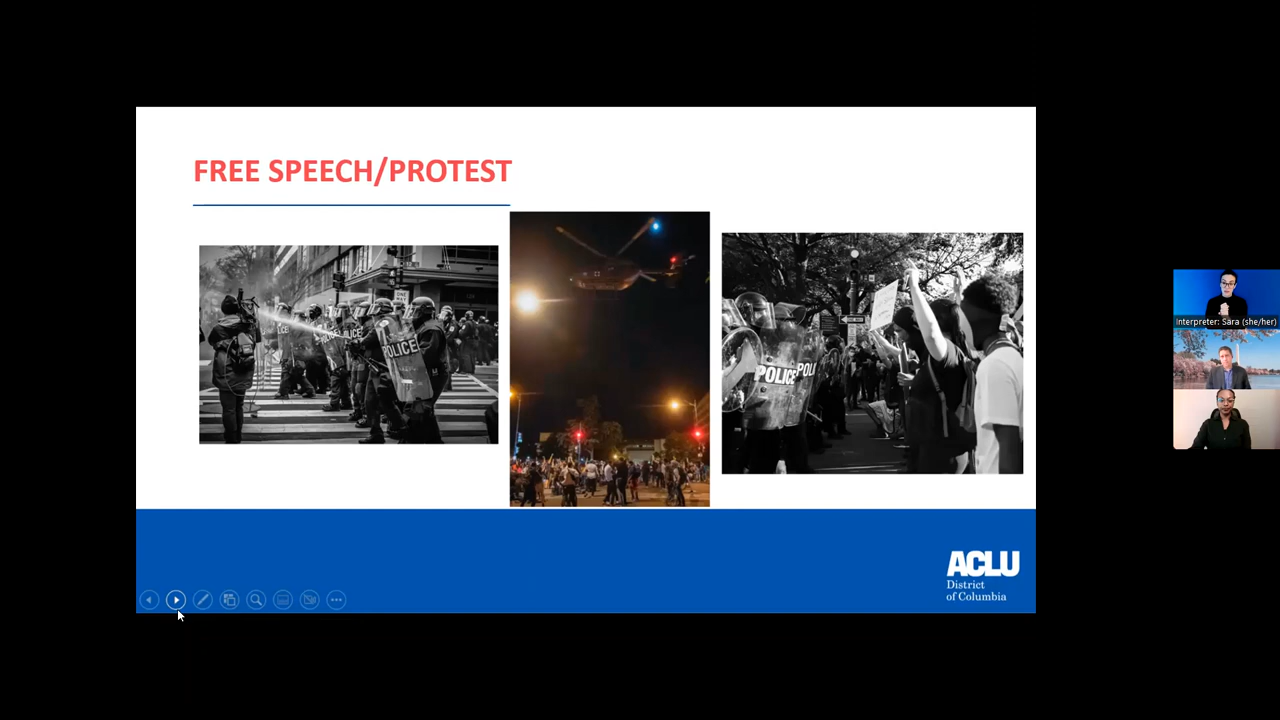 FREE SPEECH/PROTEST
POLICE
POLICE
POLICE
ACLU
District
of Columbia
Interpreter: Sara (she/her)